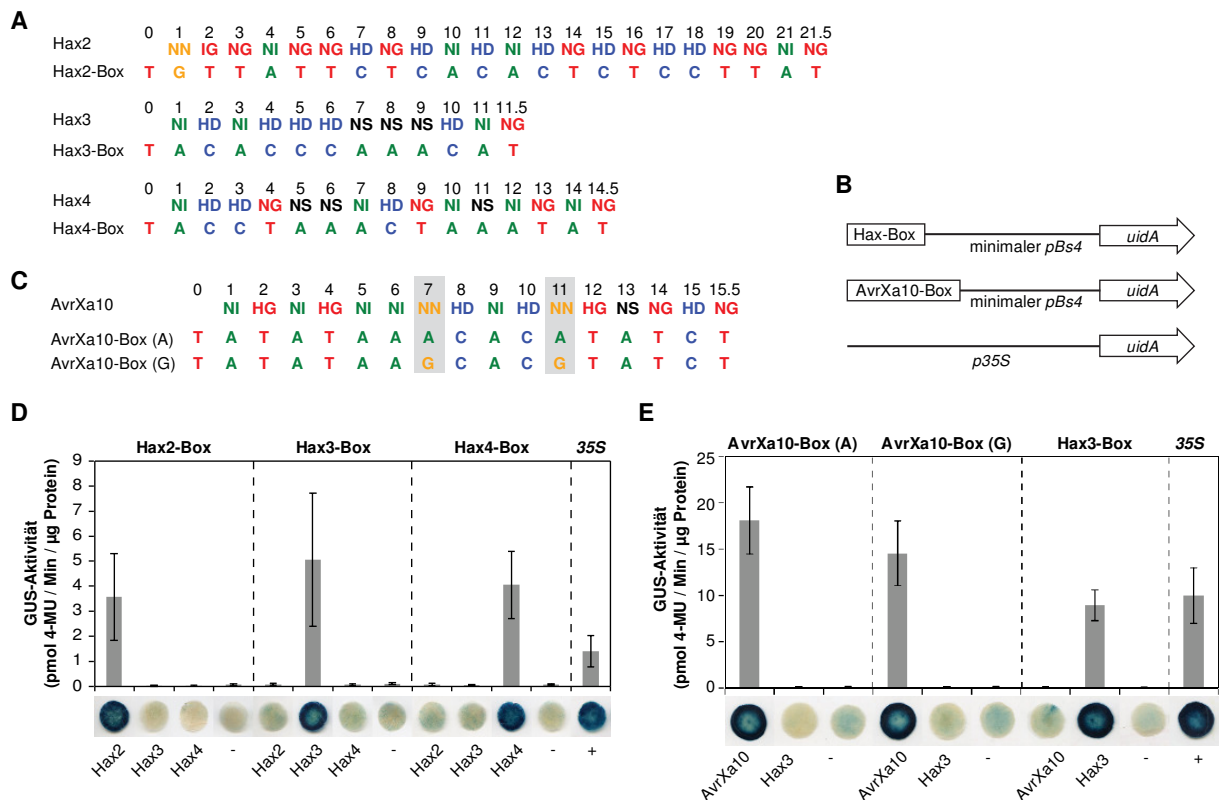 A
0 1 2 3 4 5 6 7 8 9 10 11 12 13 14 15 16 17 18 19 20 21 21.5
Hax2 NN IG NG NI NG NG HD NG HD NI HD NI HD NG HD NG HD HD NG NG NI NG
Hax2-Box T G T T A T T C T C A C A C T C T C C T T A T
0 1 2 3 4 5 6 7 8 9 10 11 11.5
Hax3 NI HD NI HD HD HD NS NS NS HD NI NG
Hax3-Box T A C A C C C A A A C A T
0 1 2 3 4 5 6 7 8 9 10 11 12 13 14 14.5
Hax4 NI HD HD NG NS NS NI HD NG NI NS NI NG NI NG
Hax4-Box T A C C T A A A C T A A A T A T
B
Hax-Box minimaler pBs4 uidA
AvrXa10-Box minimaler pBs4 uidA
p35S uidA
C
0 1 2 3 4 5 6 7 8 9 10 11 12 13 14 15 15.5
AvrXa10 NI HG NI HG NI NI NN HD NI HD NN HG NS NG HD NG
AvrXa10-Box (A) T A T A T A A A C A C A T A T C T
AvrXa10-Box (G) T A T A T A A G C A C G T A T C T
D
Hax2-Box Hax3-Box Hax4-Box 35S
GUS-Aktivität
(pmol 4-MU / Min / µg Protein)
9
8
7
6
5
4
3
2
1
0
Hax2 Hax3 Hax4 - Hax2 Hax3 Hax4 - Hax2 Hax3 Hax4 - +
E
AvrXa10-Box (A) AvrXa10-Box (G) Hax3-Box 35S
GUS-Aktivität
(pmol 4-MU / Min / µg Protein)
25
20
15
10
5
0
AvrXa10 Hax3 - AvrXa10 Hax3 - AvrXa10 Hax3 - +